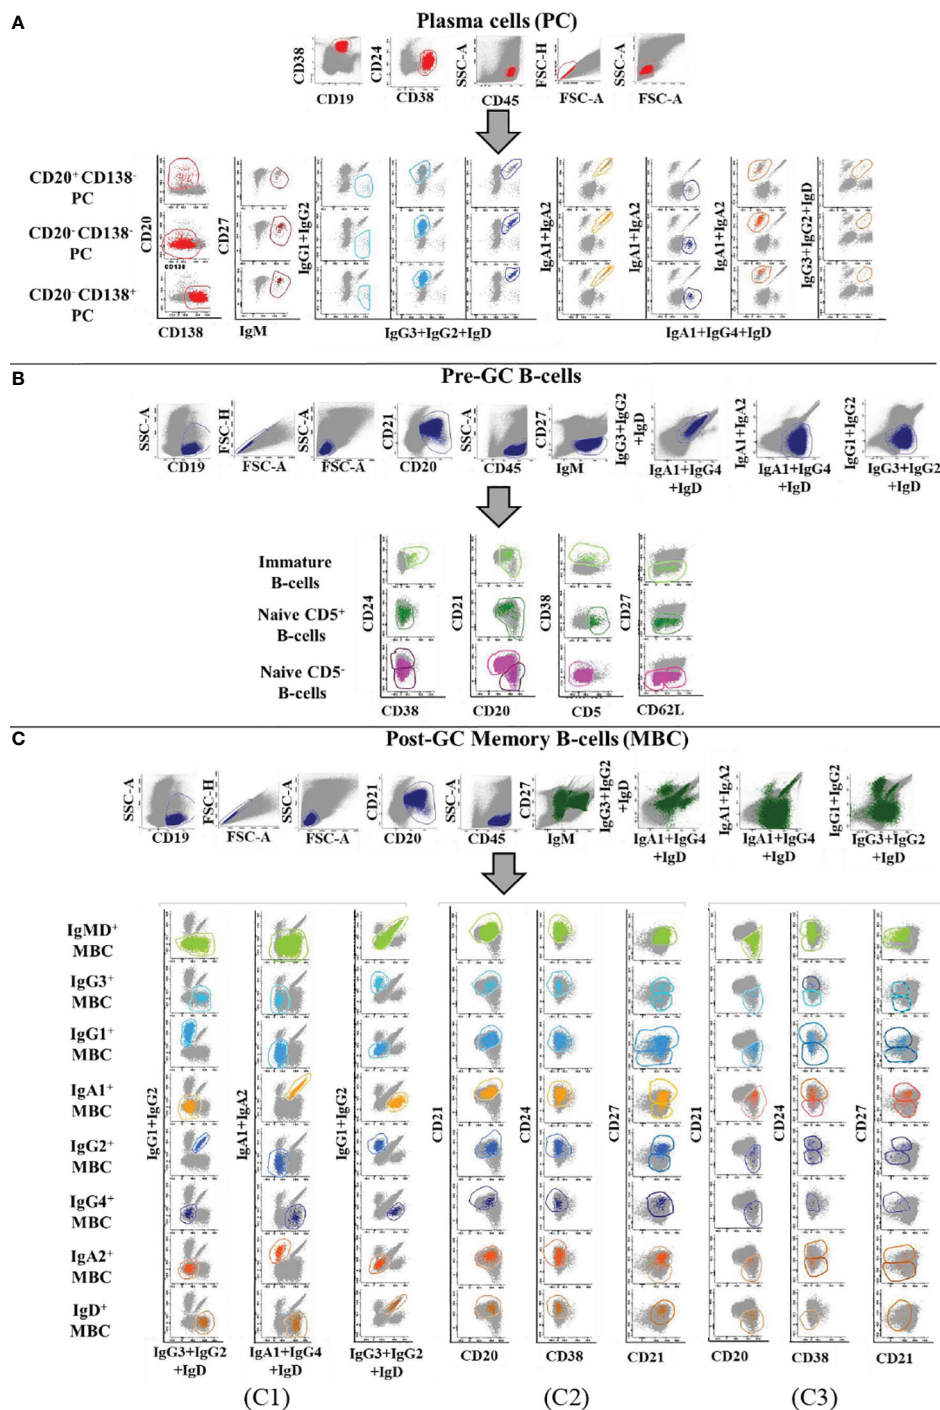 A
Plasma cells (PC)
CD38
CD19
CD24
CD38
SSC-A
CD45
FSC-H
FSC-A
SSC-A
FSC-A
CD20⁺CD138⁻
PC
CD20⁻CD138⁻
PC
CD20⁻CD138⁺
PC
CD20
CD138
CD138
CD27
IgM
IgG1+IgG2
IgG3+IgG2+IgD
IgA1+IgA2
IgA1+IgA2
IgA1+IgA2
IgG3+IgG2+IgD
IgA1+IgG4+IgD
B
Pre-GC B-cells
SSC-A
CD19
FSC-H
FSC-A
SSC-A
FSC-A
CD21
CD20
SSC-A
CD45
CD27
IgM
IgG3+IgG2
+IgD
IgA1+IgG4
+IgD
IgA1+IgA2
IgA1+IgG4
+IgD
IgG1+IgG2
IgG3+IgG2
+IgD
Immature
B-cells
Naive CD5⁺
B-cells
Naive CD5⁻
B-cells
CD24
CD38
CD21
CD20
CD38
CD5
CD27
CD62L
C
Post-GC Memory B-cells (MBC)
SSC-A
CD19
FSC-H
FSC-A
SSC-A
FSC-A
CD21
CD20
SSC-A
CD45
CD27
IgM
IgG3+IgG2
+IgD
IgA1+IgG4
+IgD
IgA1+IgA2
IgA1+IgG4
+IgD
IgG1+IgG2
IgG3+IgG2
+IgD
IgMD⁺
MBC
IgG3⁺
MBC
IgG1⁺
MBC
IgA1⁺
MBC
IgG2⁺
MBC
IgG4⁺
MBC
IgA2⁺
MBC
IgD⁺
MBC
IgG1+IgG2
IgG3+IgG2
+IgD
IgA1+IgA2
IgA1+IgG4
+IgD
IgG1+IgG2
IgG3+IgG2
+IgD
CD21
CD20
CD24
CD38
CD27
CD21
CD21
CD20
CD24
CD38
CD27
CD21
(C1)
(C2)
(C3)